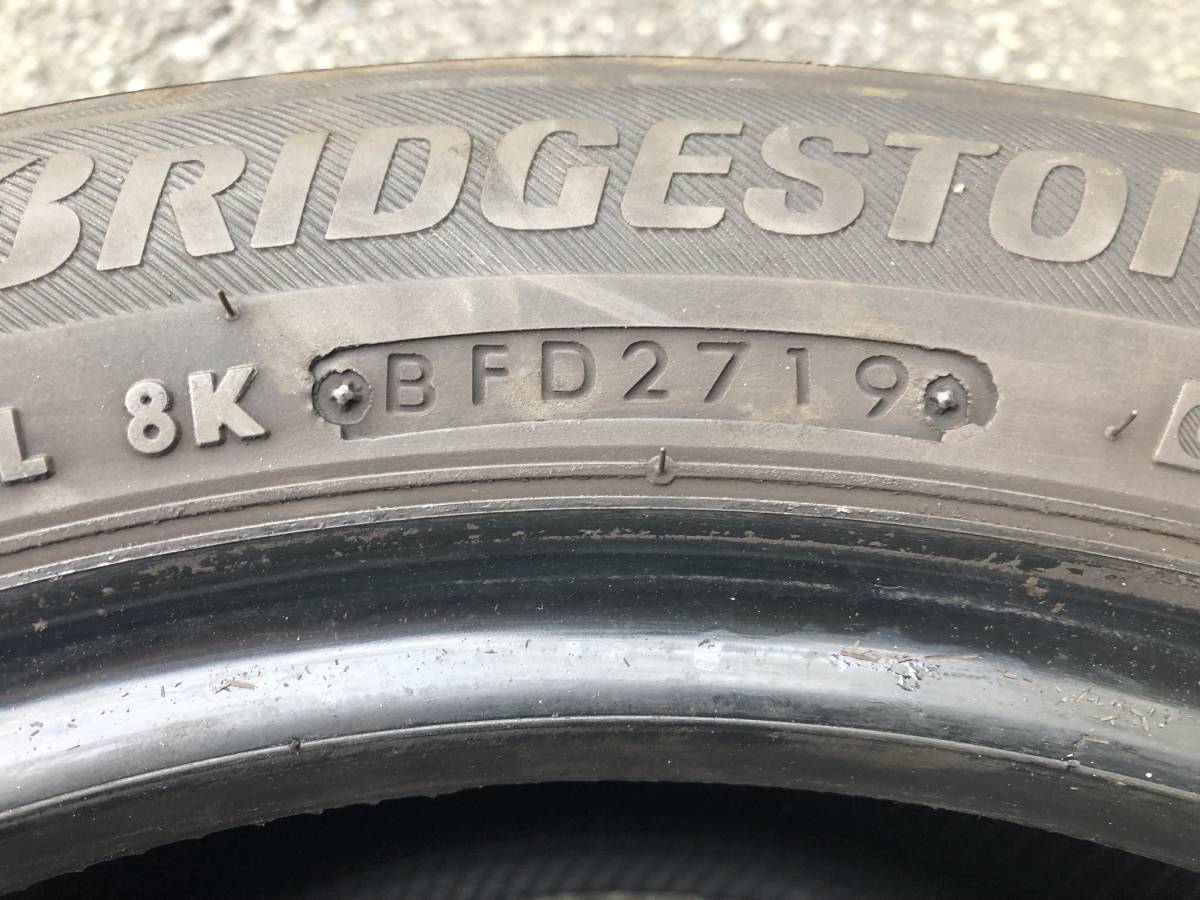 BRIDGESTO
L 8K BFD2719